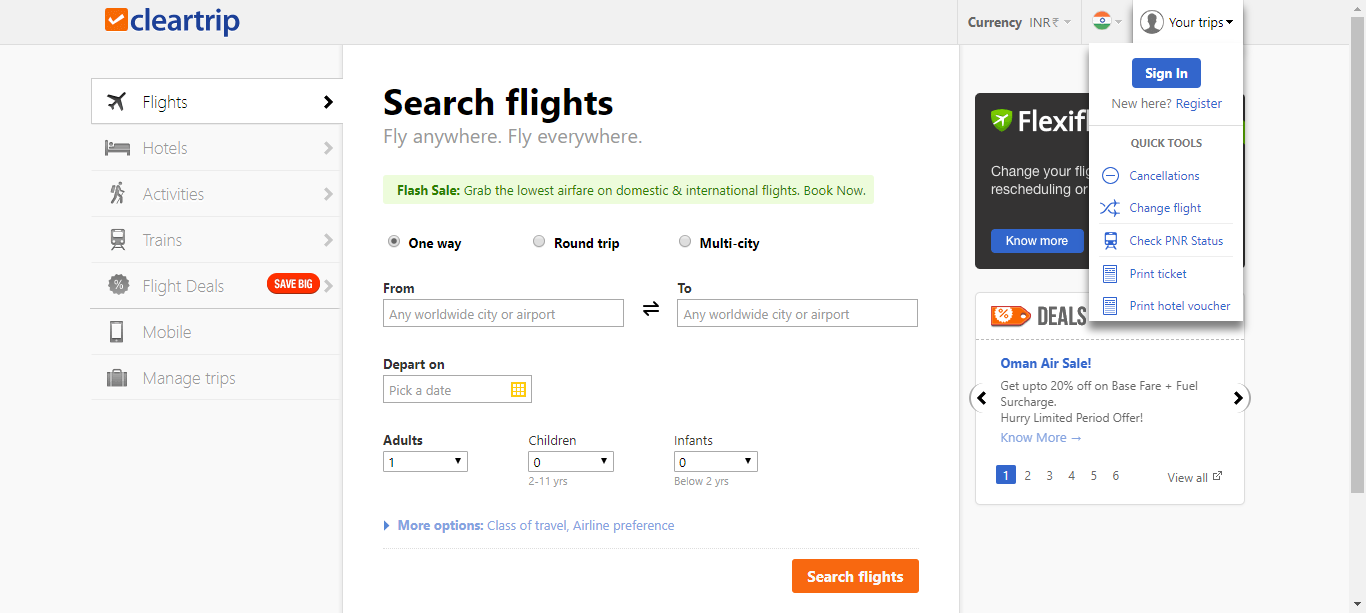 cleartrip
Currency INR₹
Your trips
Sign In
New here? Register
QUICK TOOLS
Cancellations
Change flight
Check PNR Status
Print ticket
Print hotel voucher
Flights
Hotels
Activities
Trains
Flight Deals SAVE BIG
Mobile
Manage trips
Search flights
Fly anywhere. Fly everywhere.
Flash Sale: Grab the lowest airfare on domestic & international flights. Book Now.
One way Round trip Multi-city
From To
Any worldwide city or airport Any worldwide city or airport
Depart on
Pick a date
Adults Children Infants
1 0 0
2-11 yrs Below 2 yrs
More options: Class of travel, Airline preference
Search flights
Change your
rescheduling or
Know more
DEALS
Oman Air Sale!
Get upto 20% off on Base Fare + Fuel
Surcharge.
Hurry Limited Period Offer!
Know More →
1 2 3 4 5 6 View all